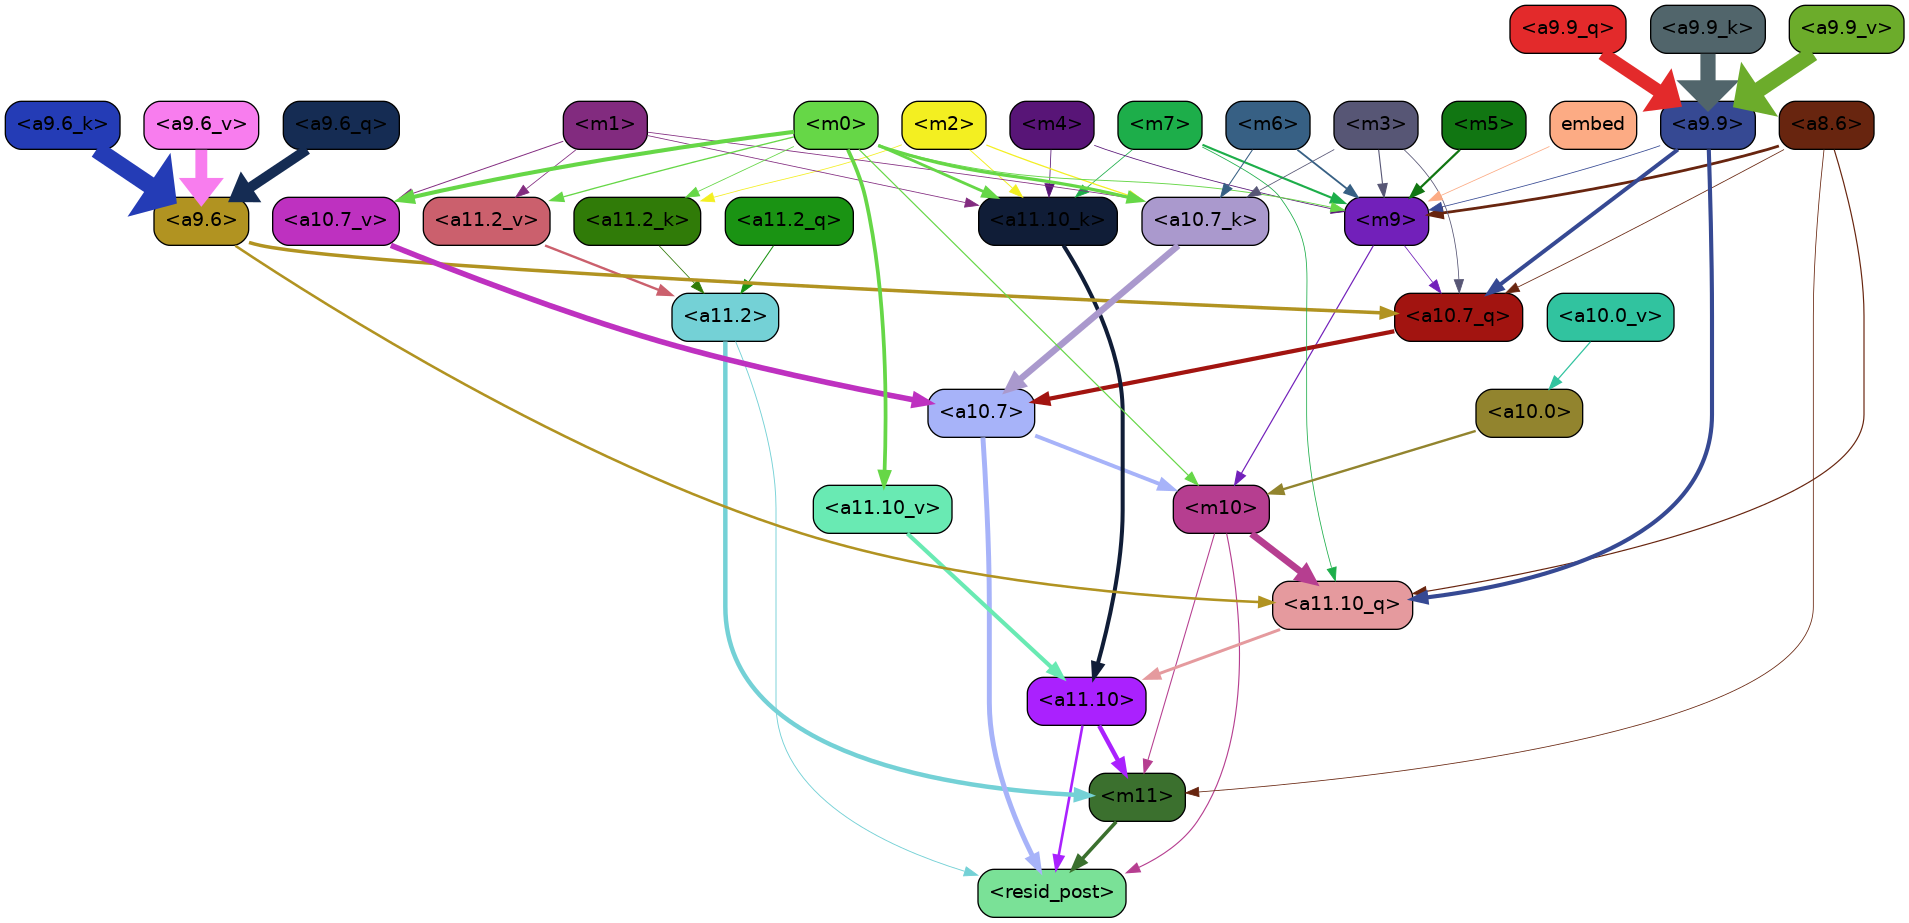 <a9.9_q>
<a9.9_k>
<a9.9_v>
<a9.6_k>
<a9.6_v>
<a9.6_q>
<m1>
<m0>
<m2>
<m4>
<m7>
<m6>
<m3>
<m5>
embed
<a9.9>
<a8.6>
<a9.6>
<a10.7_v>
<a11.2_v>
<a11.2_k>
<a11.2_q>
<a11.10_k>
<a10.7_k>
<m9>
<a11.2>
<a10.7_q>
<a10.0_v>
<a10.7>
<a10.0>
<a11.10_v>
<m10>
<a11.10_q>
<a11.10>
<m11>
<resid_post>